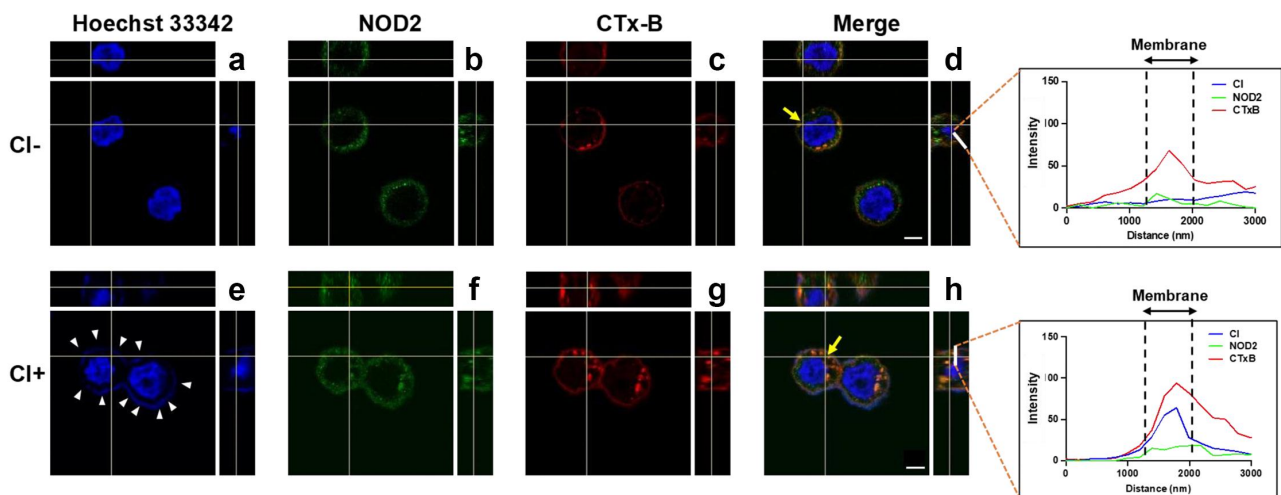 Hoechst 33342 NOD2 CTx-B Merge
a b c d
CI-
Membrane
150
100
50
0
Intensity
CI
NOD2
CTxB
0 1000 2000 3000
Distance (nm)
e f g h
CI+
Membrane
150
100
50
0
Intensity
CI
NOD2
CTxB
0 1000 2000 3000
Distance (nm)